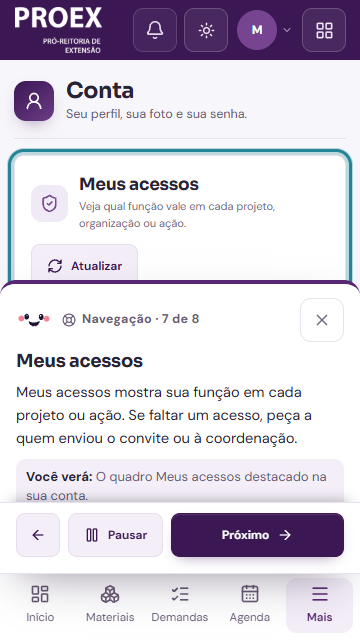 PROEX
PRÓ-REITORIA DE
EXTENSÃO
M
Conta
Seu perfil, sua foto e sua senha.
Meus acessos
Veja qual função vale em cada projeto,
organização ou ação.
Atualizar
Navegação · 7 de 8
Meus acessos
Meus acessos mostra sua função em cada
projeto ou ação. Se faltar um acesso, peça a
quem enviou o convite ou à coordenação.
Você verá: O quadro Meus acessos destacado na
sua conta.
Pausar
Próximo
Início
Materiais
Demandas
Agenda
Mais